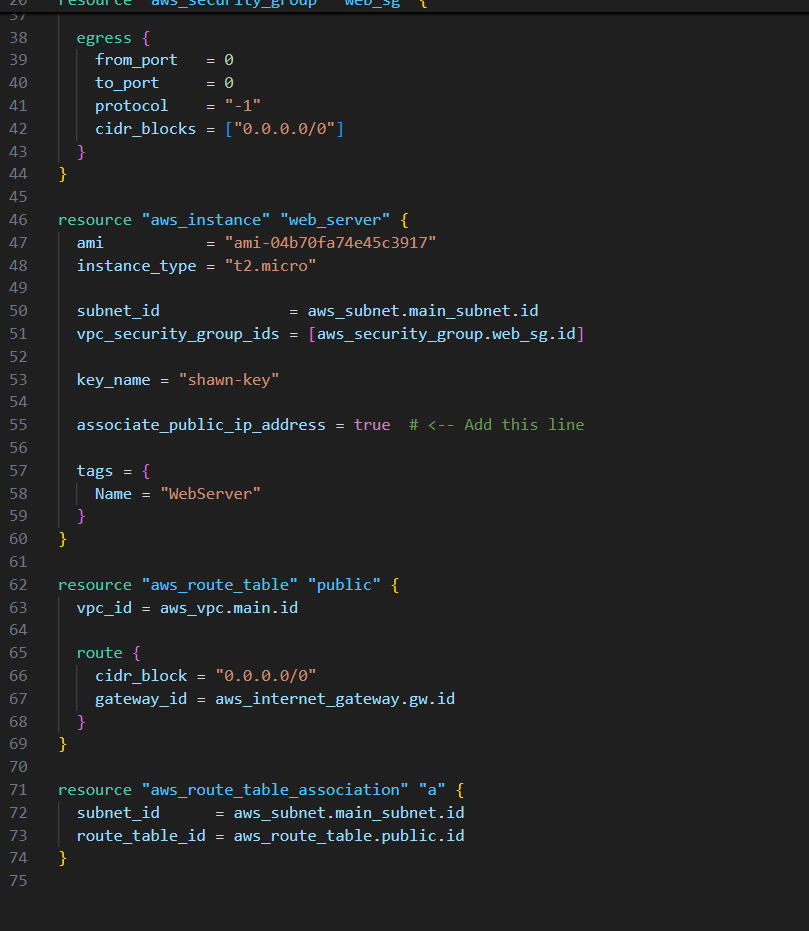 20 resource "aws_security_group" "web_sg" {
37
38 egress {
39 from_port = 0
40 to_port = 0
41 protocol = "-1"
42 cidr_blocks = ["0.0.0.0/0"]
43 }
44 }
45
46 resource "aws_instance" "web_server" {
47 ami = "ami-04b70fa74e45c3917"
48 instance_type = "t2.micro"
49
50 subnet_id = aws_subnet.main_subnet.id
51 vpc_security_group_ids = [aws_security_group.web_sg.id]
52
53 key_name = "shawn-key"
54
55 associate_public_ip_address = true # <-- Add this line
56
57 tags = {
58 Name = "WebServer"
59 }
60 }
61
62 resource "aws_route_table" "public" {
63 vpc_id = aws_vpc.main.id
64
65 route {
66 cidr_block = "0.0.0.0/0"
67 gateway_id = aws_internet_gateway.gw.id
68 }
69 }
70
71 resource "aws_route_table_association" "a" {
72 subnet_id = aws_subnet.main_subnet.id
73 route_table_id = aws_route_table.public.id
74 }
75